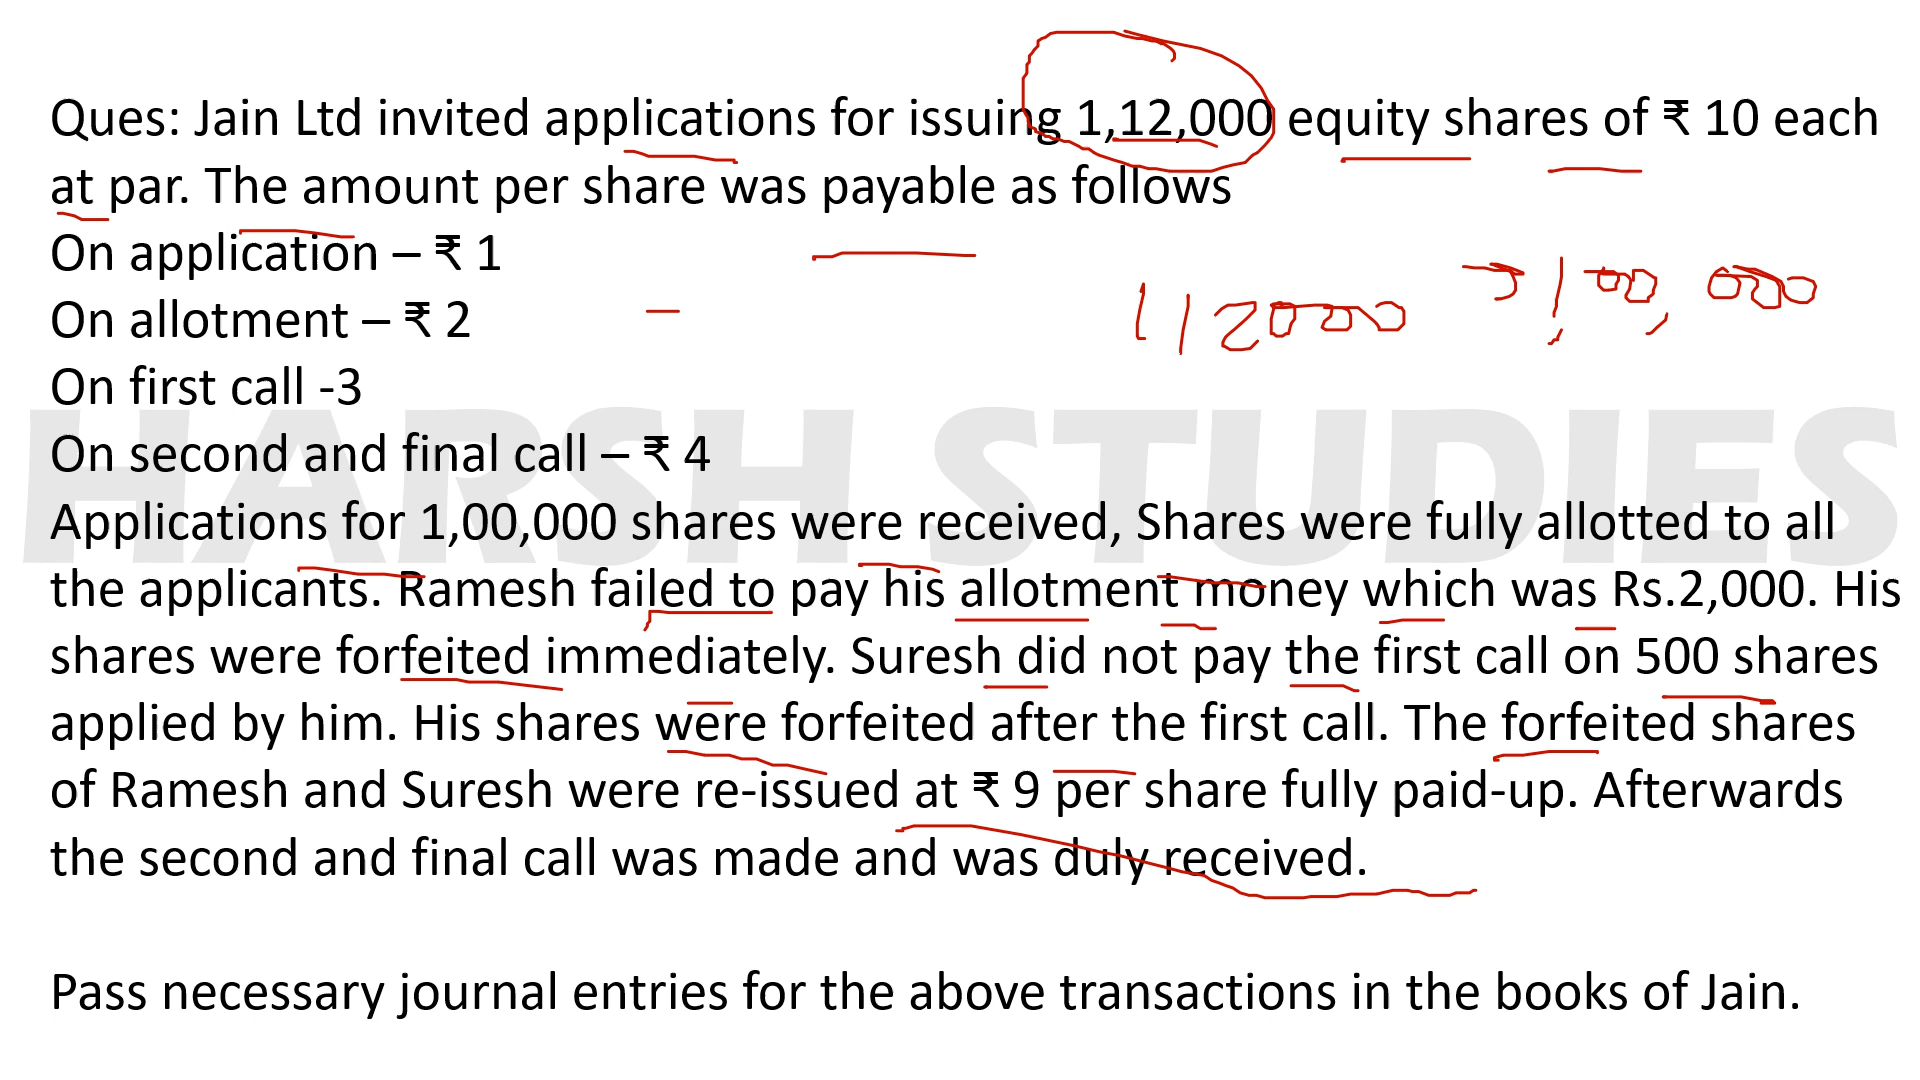 Ques: Jain Ltd invited applications for issuing 1,12,000 equity shares of ₹ 10 each
at par. The amount per share was payable as follows
On application – ₹ 1
On allotment – ₹ 2
112000 → 1,00,000
On first call -3
On second and final call – ₹ 4
HARSH STUDIES
Applications for 1,00,000 shares were received, Shares were fully allotted to all
the applicants. Ramesh failed to pay his allotment money which was Rs.2,000. His
shares were forfeited immediately. Suresh did not pay the first call on 500 shares
applied by him. His shares were forfeited after the first call. The forfeited shares
of Ramesh and Suresh were re-issued at ₹ 9 per share fully paid-up. Afterwards
the second and final call was made and was duly received.
Pass necessary journal entries for the above transactions in the books of Jain.